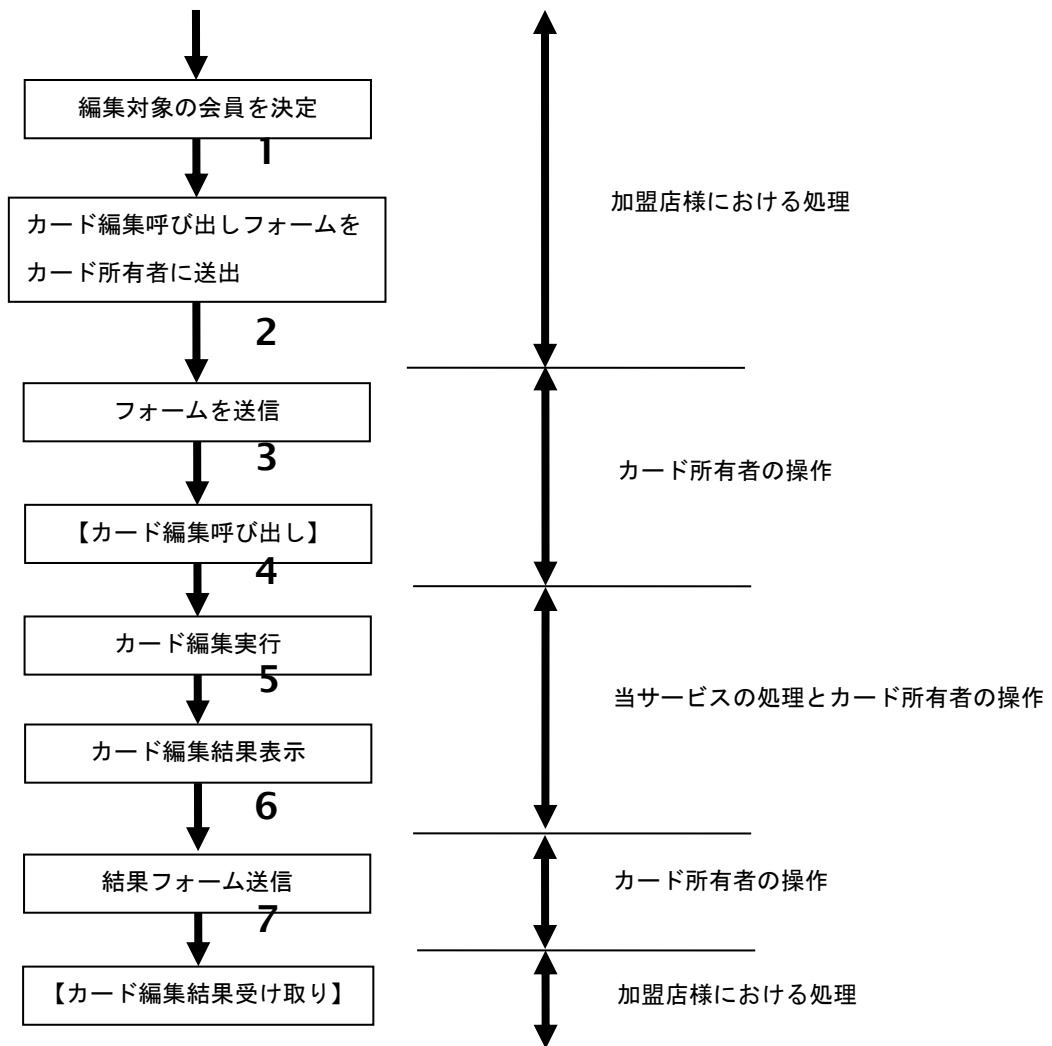 編集対象の会員を決定
1
カード編集呼び出しフォームを
カード所有者に送出
加盟店様における処理
2
フォームを送信
3
カード所有者の操作
【カード編集呼び出し】
4
カード編集実行
5
当サービスの処理とカード所有者の操作
カード編集結果表示
6
結果フォーム送信
カード所有者の操作
7
【カード編集結果受け取り】
加盟店様における処理